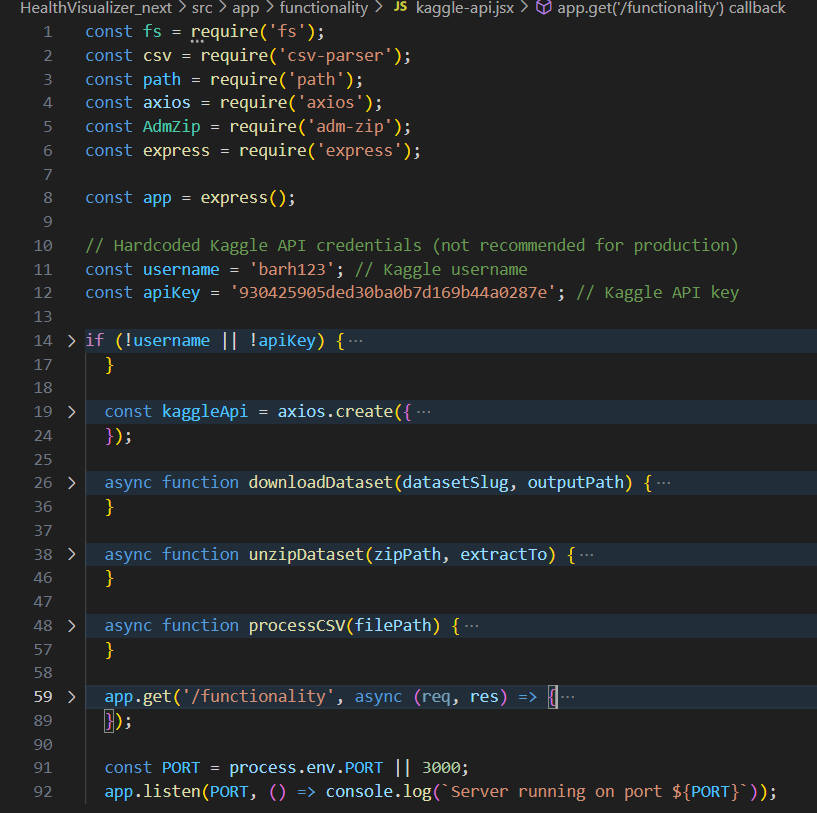 HealthVisualizer_next > src > app > functionality > JS kaggle-api.jsx > app.get('/functionality') callback
1 const fs = require('fs');
2 const csv = require('csv-parser');
3 const path = require('path');
4 const axios = require('axios');
5 const AdmZip = require('adm-zip');
6 const express = require('express');
7
8 const app = express();
9
10 // Hardcoded Kaggle API credentials (not recommended for production)
11 const username = 'barh123'; // Kaggle username
12 const apiKey = '930425905ded30ba0b7d169b44a0287e'; // Kaggle API key
13
14 > if (!username || !apiKey) { ···
17 }
18
19 > const kaggleApi = axios.create({ ···
24 });
25
26 > async function downloadDataset(datasetSlug, outputPath) { ···
36 }
37
38 > async function unzipDataset(zipPath, extractTo) { ···
46 }
47
48 > async function processCSV(filePath) { ···
57 }
58
59 > app.get('/functionality', async (req, res) => { ···
89 });
90
91 const PORT = process.env.PORT || 3000;
92 app.listen(PORT, () => console.log(`Server running on port ${PORT}`));